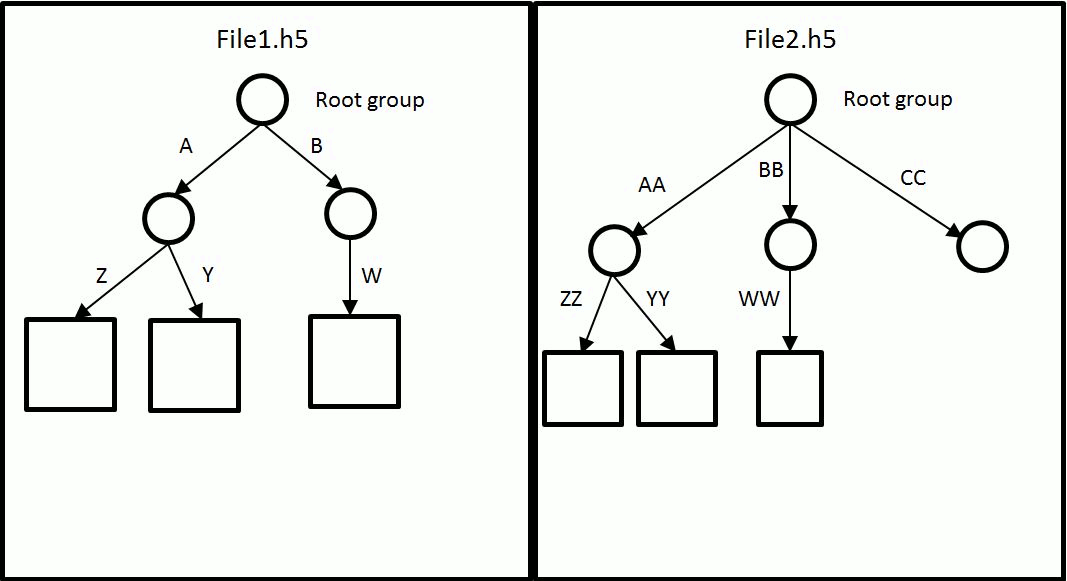 File1.h5
Root group
A
B
Z
Y
W
File2.h5
Root group
AA
BB
CC
ZZ
YY
WW